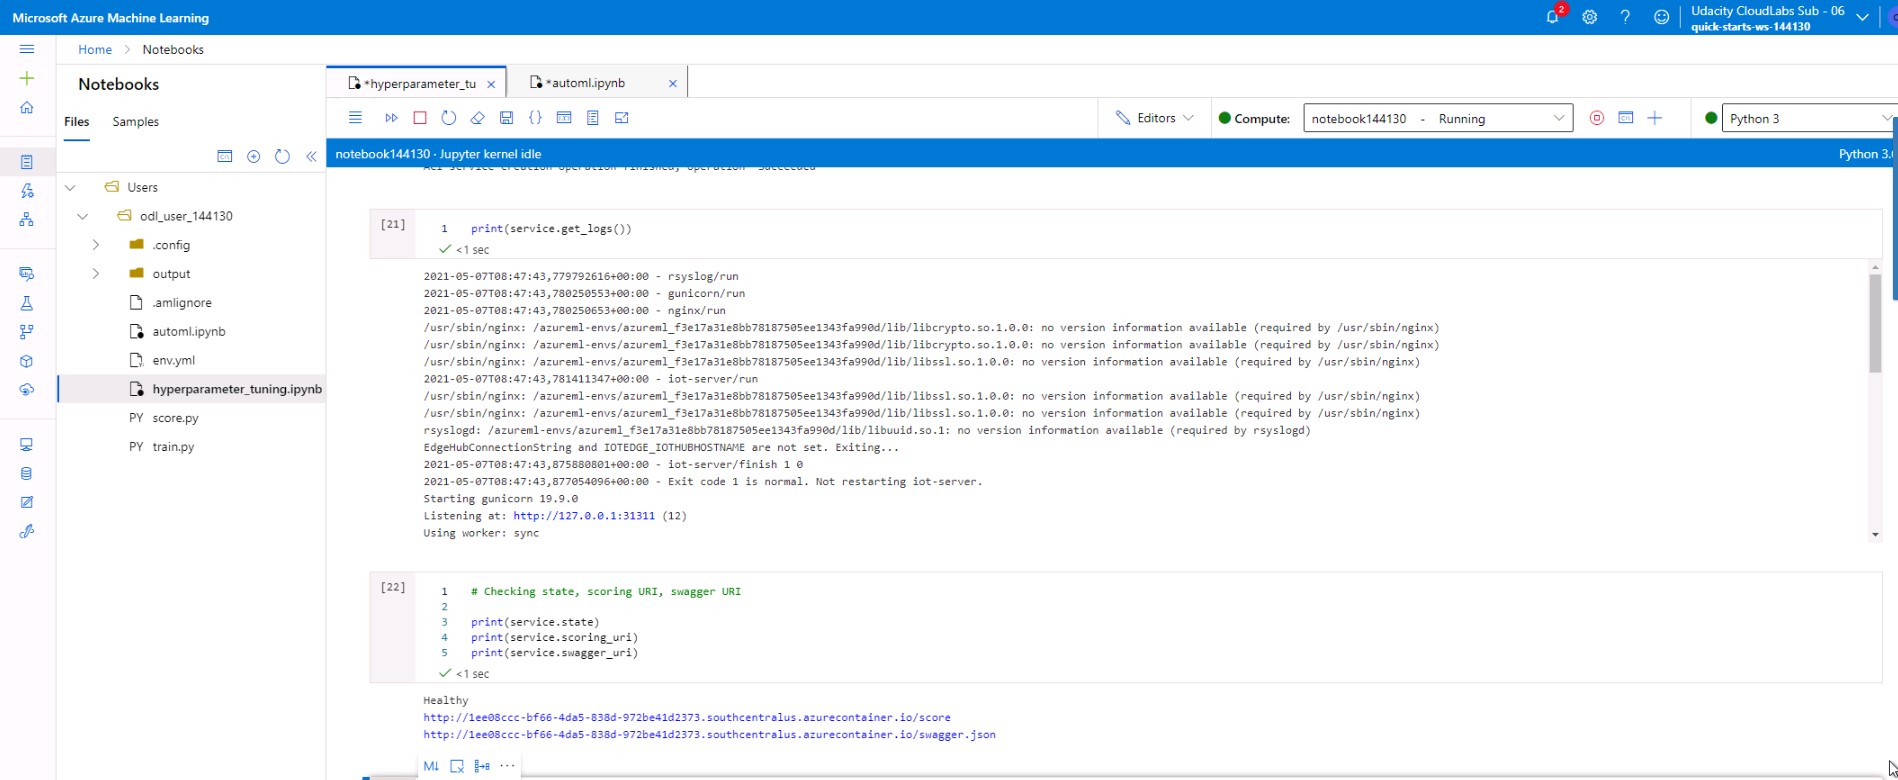 Microsoft Azure Machine Learning
2
Udacity CloudLabs Sub - 06
quick-starts-ws-144130
Home > Notebooks
Notebooks
Files Samples
Users
odl_user_144130
.config
output
.amlignore
automl.ipynb
env.yml
hyperparameter_tuning.ipynb
PY score.py
PY train.py
*hyperparameter_tu
*automl.ipynb
Editors
Compute: notebook144130 - Running
Python 3
notebook144130 · Jupyter kernel idle
Python 3.
ACI service creation operation finished, operation "Succeeded"
[21]
1 print(service.get_logs())
<1 sec
2021-05-07T08:47:43,779792616+00:00 - rsyslog/run
2021-05-07T08:47:43,780250553+00:00 - gunicorn/run
2021-05-07T08:47:43,780250653+00:00 - nginx/run
/usr/sbin/nginx: /azureml-envs/azureml_f3e17a31e8bb78187505ee1343fa990d/lib/libcrypto.so.1.0.0: no version information available (required by /usr/sbin/nginx)
/usr/sbin/nginx: /azureml-envs/azureml_f3e17a31e8bb78187505ee1343fa990d/lib/libcrypto.so.1.0.0: no version information available (required by /usr/sbin/nginx)
/usr/sbin/nginx: /azureml-envs/azureml_f3e17a31e8bb78187505ee1343fa990d/lib/libssl.so.1.0.0: no version information available (required by /usr/sbin/nginx)
2021-05-07T08:47:43,781411347+00:00 - iot-server/run
/usr/sbin/nginx: /azureml-envs/azureml_f3e17a31e8bb78187505ee1343fa990d/lib/libssl.so.1.0.0: no version information available (required by /usr/sbin/nginx)
/usr/sbin/nginx: /azureml-envs/azureml_f3e17a31e8bb78187505ee1343fa990d/lib/libssl.so.1.0.0: no version information available (required by /usr/sbin/nginx)
rsyslogd: /azureml-envs/azureml_f3e17a31e8bb78187505ee1343fa990d/lib/libuuid.so.1: no version information available (required by rsyslogd)
EdgeHubConnectionString and IOTEDGE_IOTHUBHOSTNAME are not set. Exiting...
2021-05-07T08:47:43,875880801+00:00 - iot-server/finish 1 0
2021-05-07T08:47:43,877054096+00:00 - Exit code 1 is normal. Not restarting iot-server.
Starting gunicorn 19.9.0
Listening at: http://127.0.0.1:31311 (12)
Using worker: sync
[22]
1 # Checking state, scoring URI, swagger URI
2
3 print(service.state)
4 print(service.scoring_uri)
5 print(service.swagger_uri)
<1 sec
Healthy
http://1ee08ccc-bf66-4da5-838d-972be41d2373.southcentralus.azurecontainer.io/score
http://1ee08ccc-bf66-4da5-838d-972be41d2373.southcentralus.azurecontainer.io/swagger.json
M↓